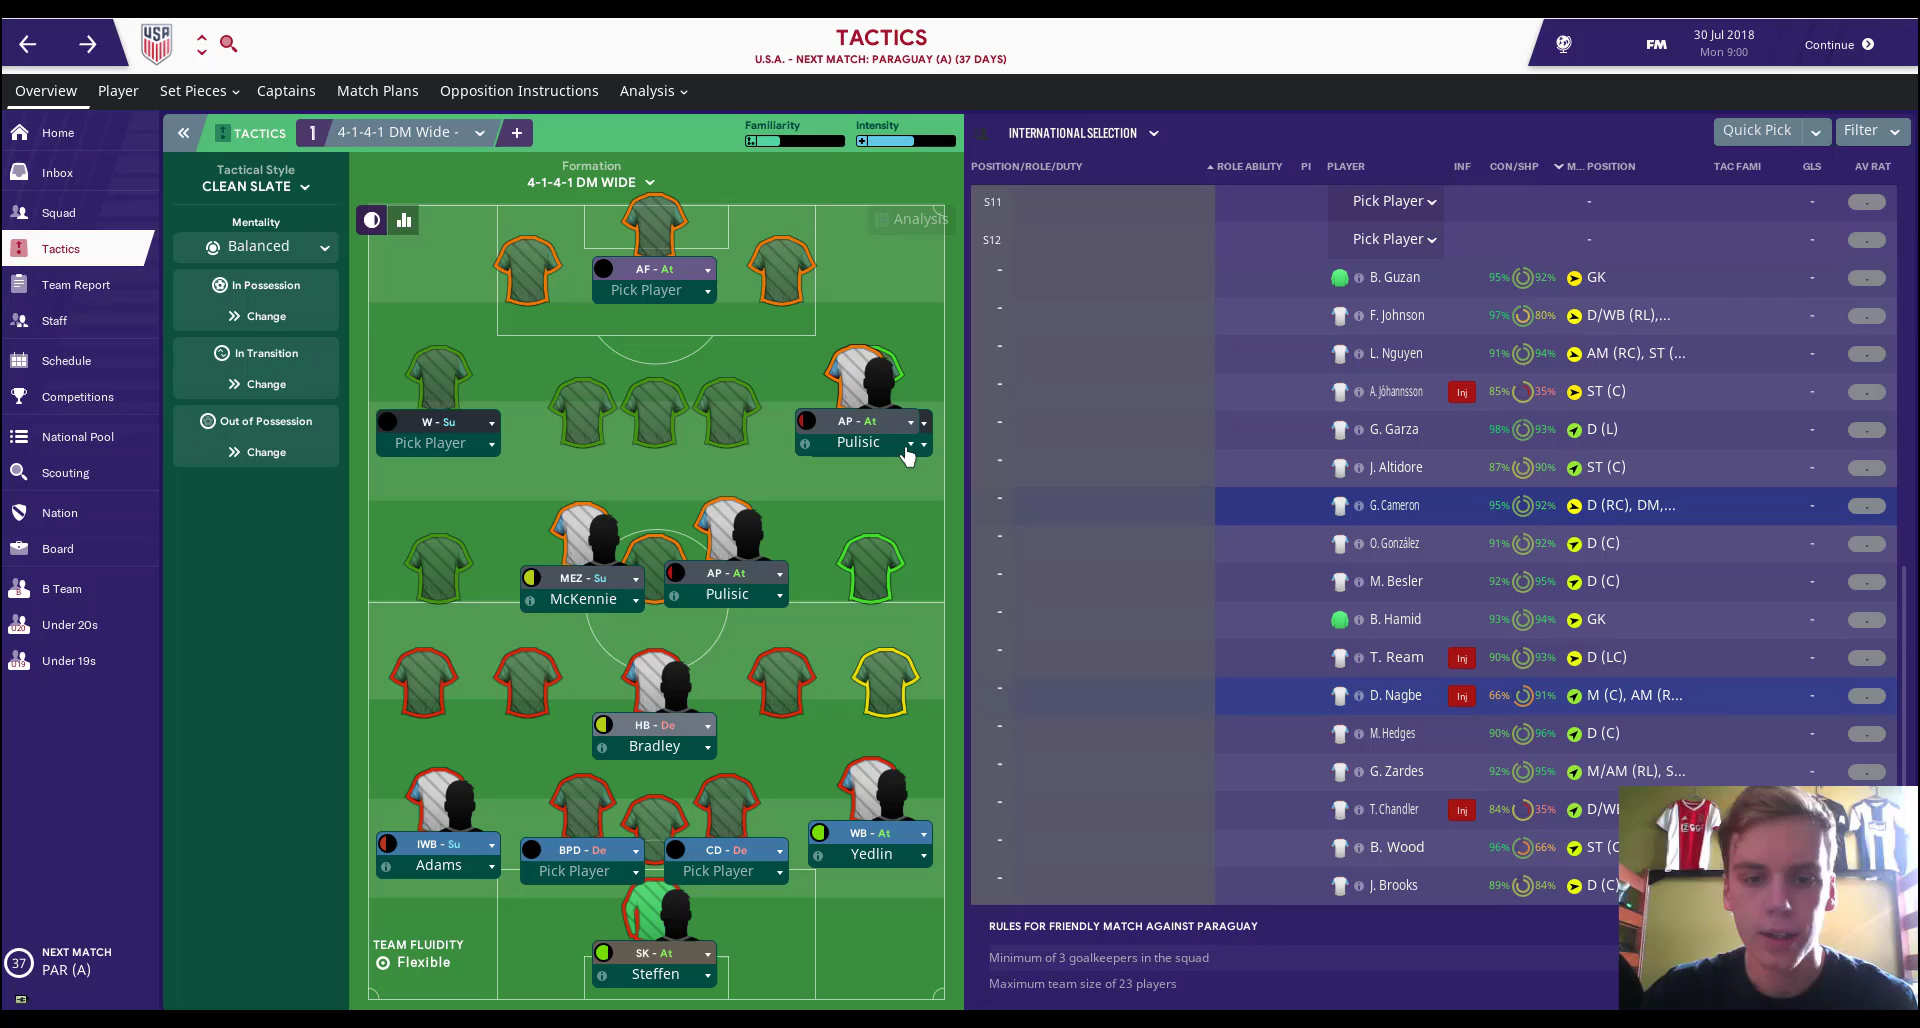 USA
TACTICS
U.S.A. - NEXT MATCH: PARAGUAY (A) (37 DAYS)
FM
30 Jul 2018
Mon 9:00
Continue
Overview
Player
Set Pieces
Captains
Match Plans
Opposition Instructions
Analysis
Home
Inbox
Squad
Tactics
Team Report
Staff
Schedule
Competitions
National Pool
Scouting
Nation
Board
B Team
Under 20s
Under 19s
37
NEXT MATCH
PAR (A)
TACTICS
1
4-1-4-1 DM Wide -
Familiarity
Intensity
Tactical Style
CLEAN SLATE
Mentality
Balanced
In Possession
Change
In Transition
Change
Out of Possession
Change
Formation
4-1-4-1 DM WIDE
Analysis
AF - At
Pick Player
W - Su
Pick Player
AP - At
Pulisic
MEZ - Su
McKennie
AP - At
Pulisic
HB - De
Bradley
IWB - Su
Adams
BPD - De
Pick Player
CD - De
Pick Player
WB - At
Yedlin
SK - At
Steffen
TEAM FLUIDITY
Flexible
INTERNATIONAL SELECTION
Quick Pick
Filter
POSITION/ROLE/DUTY ROLE ABILITY PI PLAYER INF CON/SHP M... POSITION TAC FAMI GLS AV RAT
S11 Pick Player - - -
S12 Pick Player - - -
- B. Guzan 95% 92% GK - -
- F. Johnson 97% 80% D/WB (RL),... - -
- L. Nguyen 91% 94% AM (RC), ST (... - -
- A. Jóhannsson Inj 85% 35% ST (C) - -
- G. Garza 98% 93% D (L) - -
- J. Altidore 87% 90% ST (C) - -
- G. Cameron 95% 92% D (RC), DM,... - -
- O. González 91% 92% D (C) - -
- M. Besler 92% 95% D (C) - -
- B. Hamid 93% 94% GK - -
- T. Ream Inj 90% 93% D (LC) - -
- D. Nagbe Inj 66% 91% M (C), AM (R... - -
- M. Hedges 90% 96% D (C) - -
- G. Zardes 92% 95% M/AM (RL), S... - -
- T. Chandler Inj 84% 35%
- B. Wood 96% 66% ST (C
- J. Brooks 89% 84% D (C)
RULES FOR FRIENDLY MATCH AGAINST PARAGUAY
Minimum of 3 goalkeepers in the squad
Maximum team size of 23 players